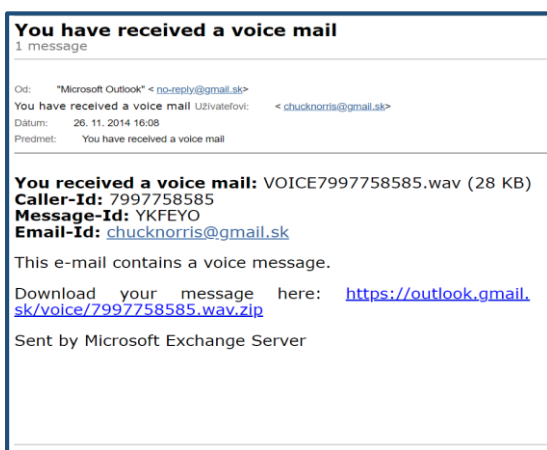 You have received a voice mail
1 message
Od: "Microsoft Outlook" < no-reply@gmail.sk>
You have received a voice mail Uživateľovi: < chucknorris@gmail.sk>
Dátum: 26. 11. 2014 16:08
Predmet: You have received a voice mail
You received a voice mail: VOICE7997758585.wav (28 KB)
Caller-Id: 7997758585
Message-Id: YKFEYO
Email-Id: chucknorris@gmail.sk
This e-mail contains a voice message.
Download your message here: https://outlook.gmail.
sk/voice/7997758585.wav.zip
Sent by Microsoft Exchange Server